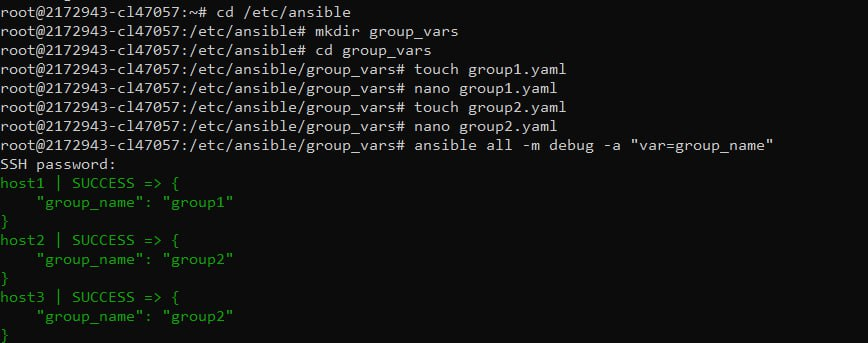 root@2172943-cl47057:~# cd /etc/ansible
root@2172943-cl47057:/etc/ansible# mkdir group_vars
root@2172943-cl47057:/etc/ansible# cd group_vars
root@2172943-cl47057:/etc/ansible/group_vars# touch group1.yaml
root@2172943-cl47057:/etc/ansible/group_vars# nano group1.yaml
root@2172943-cl47057:/etc/ansible/group_vars# touch group2.yaml
root@2172943-cl47057:/etc/ansible/group_vars# nano group2.yaml
root@2172943-cl47057:/etc/ansible/group_vars# ansible all -m debug -a "var=group_name"
SSH password:
host1 | SUCCESS => {
    "group_name": "group1"
}
host2 | SUCCESS => {
    "group_name": "group2"
}
host3 | SUCCESS => {
    "group_name": "group2"
}